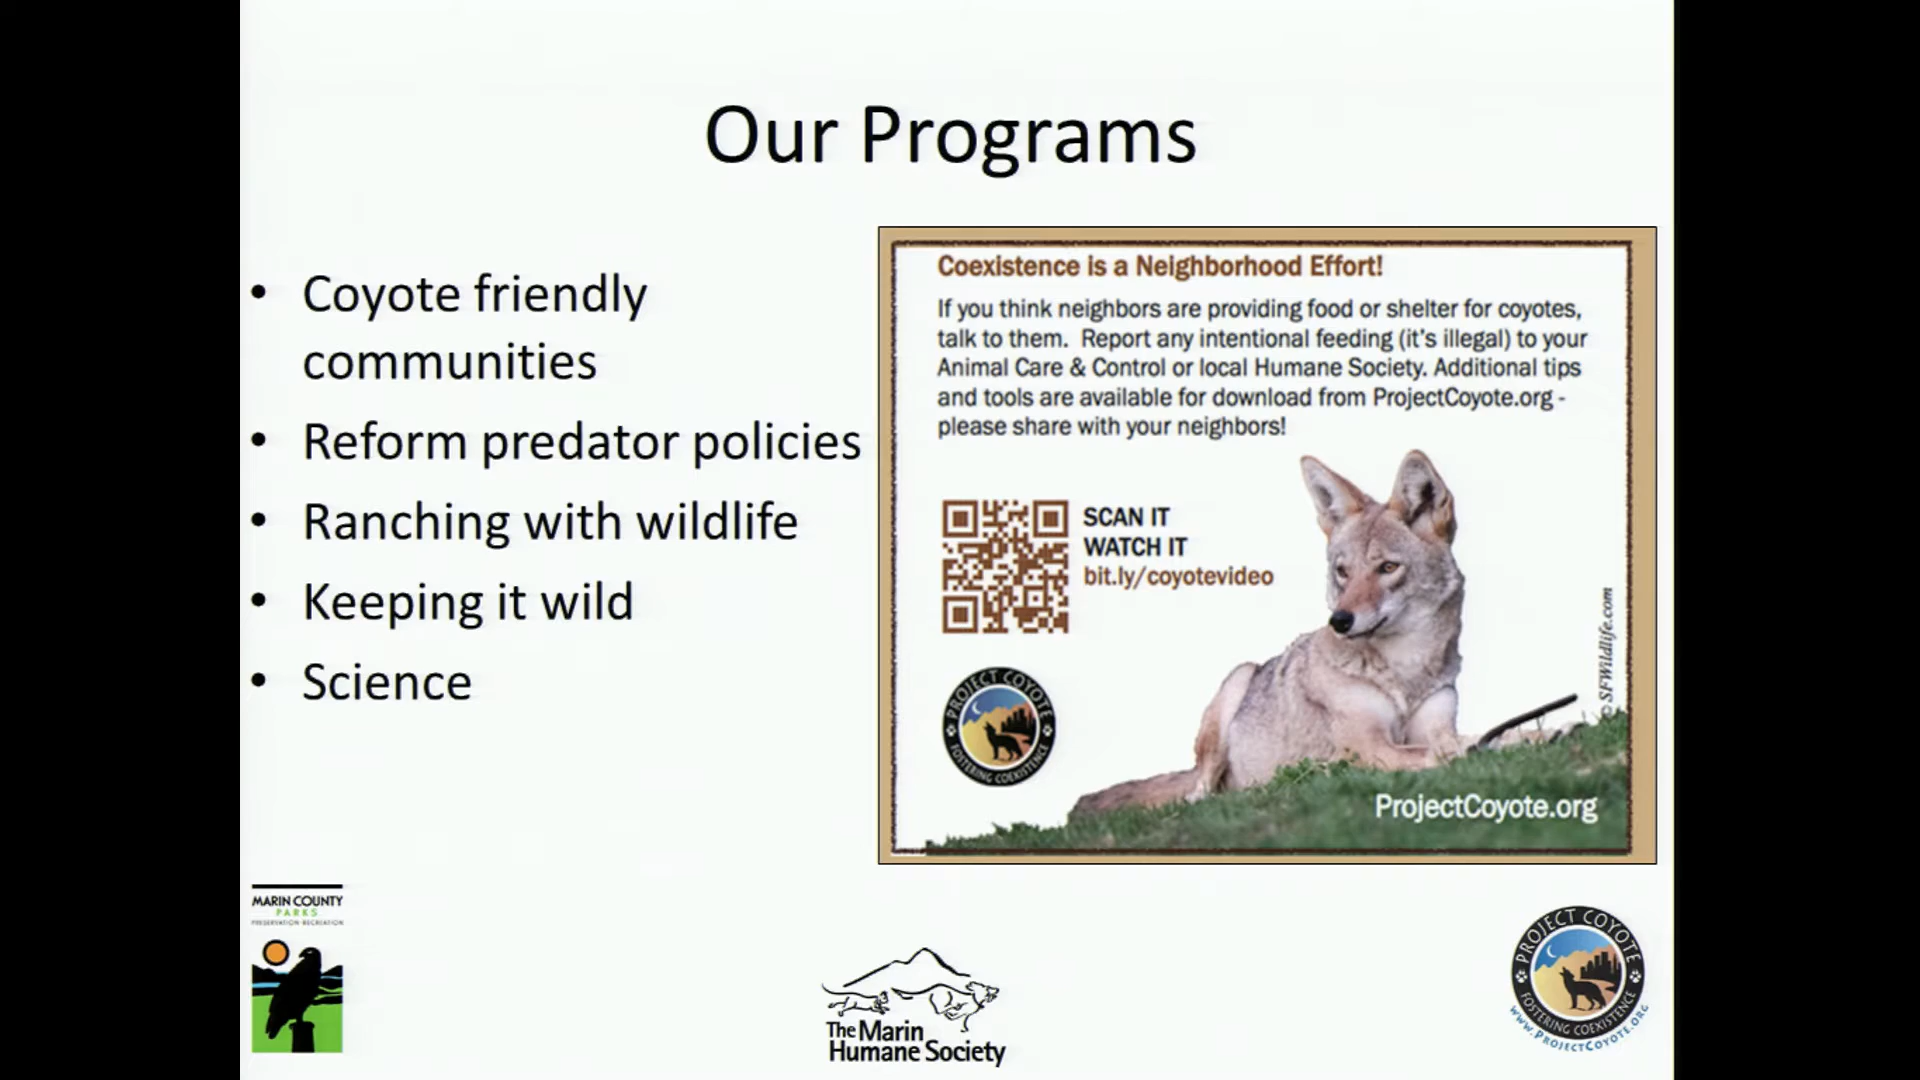 Our Programs
• Coyote friendly
communities
• Reform predator policies
• Ranching with wildlife
• Keeping it wild
• Science
Coexistence is a Neighborhood Effort!
If you think neighbors are providing food or shelter for coyotes,
talk to them. Report any intentional feeding (it's illegal) to your
Animal Care & Control or local Humane Society. Additional tips
and tools are available for download from ProjectCoyote.org -
please share with your neighbors!
SCAN IT
WATCH IT
bit.ly/coyotevideo
© SFWildlife.com
PROJECT COYOTE
FOSTERING COEXISTENCE
ProjectCoyote.org
MARIN COUNTY
PARKS
PRESERVATION RECREATION
The Marin
Humane Society
PROJECT COYOTE
FOSTERING COEXISTENCE
WWW.PROJECTCOYOTE.ORG